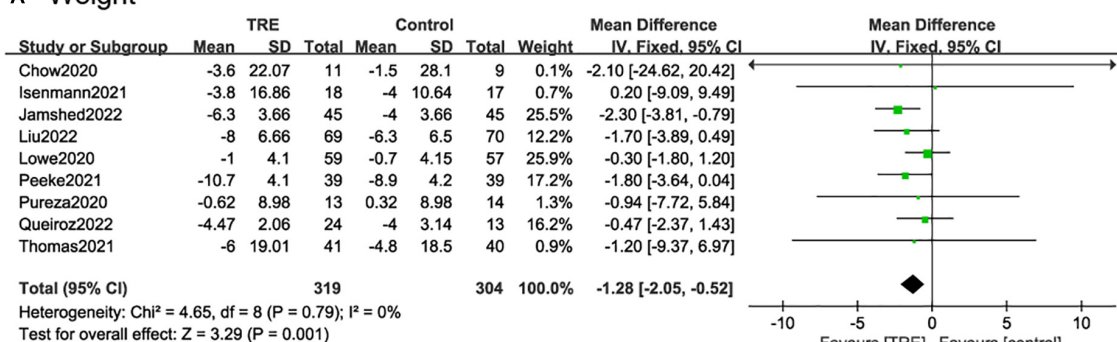 A Weight
TRE Control Mean Difference Mean Difference
Study or Subgroup Mean SD Total Mean SD Total Weight IV, Fixed, 95% CI IV, Fixed, 95% CI
Chow2020 -3.6 22.07 11 -1.5 28.1 9 0.1% -2.10 [-24.62, 20.42]
Isenmann2021 -3.8 16.86 18 -4 10.64 17 0.7% 0.20 [-9.09, 9.49]
Jamshed2022 -6.3 3.66 45 -4 3.66 45 25.5% -2.30 [-3.81, -0.79]
Liu2022 -8 6.66 69 -6.3 6.5 70 12.2% -1.70 [-3.89, 0.49]
Lowe2020 -1 4.1 59 -0.7 4.15 57 25.9% -0.30 [-1.80, 1.20]
Peeke2021 -10.7 4.1 39 -8.9 4.2 39 17.2% -1.80 [-3.64, 0.04]
Pureza2020 -0.62 8.98 13 0.32 8.98 14 1.3% -0.94 [-7.72, 5.84]
Queiroz2022 -4.47 2.06 24 -4 3.14 13 16.2% -0.47 [-2.37, 1.43]
Thomas2021 -6 19.01 41 -4.8 18.5 40 0.9% -1.20 [-9.37, 6.97]
Total (95% CI) 319 304 100.0% -1.28 [-2.05, -0.52]
Heterogeneity: Chi² = 4.65, df = 8 (P = 0.79); I² = 0%
Test for overall effect: Z = 3.29 (P = 0.001)
-10 -5 0 5 10
Favours [TRE] Favours [control]